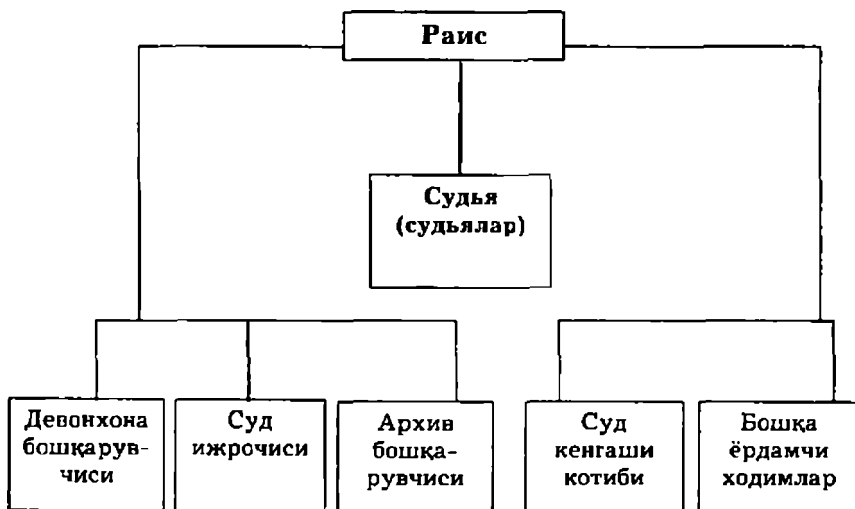 Раис
Судья
(судьялар)
Девонхона
бошқарув-
чиси
Суд
ижрочиси
Архив
бошқа-
рувчиси
Суд
кенгаши
котиби
Бошқа
ёрдамчи
ходимлар